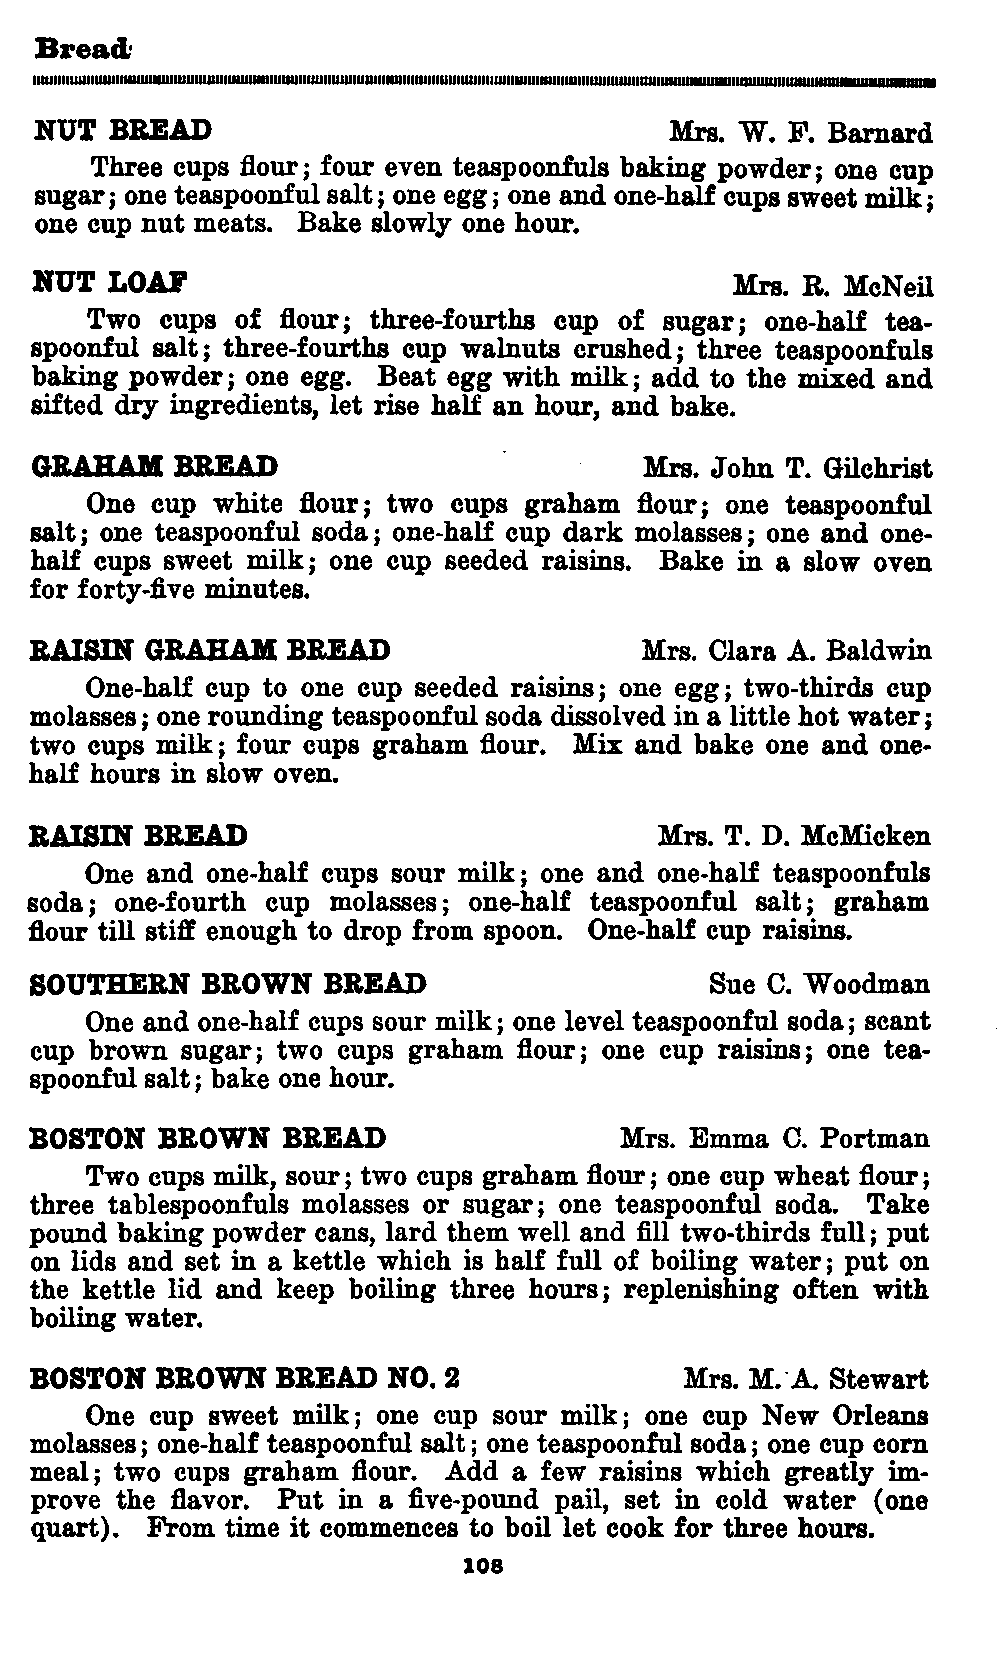 Bread
NUT BREAD Mrs. W. F. Barnard
Three cups flour; four even teaspoonfuls baking powder; one cup
sugar; one teaspoonful salt; one egg; one and one-half cups sweet milk;
one cup nut meats. Bake slowly one hour.
NUT LOAF Mrs. R. McNeil
Two cups of flour; three-fourths cup of sugar; one-half tea-
spoonful salt; three-fourths cup walnuts crushed; three teaspoonfuls
baking powder; one egg. Beat egg with milk; add to the mixed and
sifted dry ingredients, let rise half an hour, and bake.
GRAHAM BREAD Mrs. John T. Gilchrist
One cup white flour; two cups graham flour; one teaspoonful
salt; one teaspoonful soda; one-half cup dark molasses; one and one-
half cups sweet milk; one cup seeded raisins. Bake in a slow oven
for forty-five minutes.
RAISIN GRAHAM BREAD Mrs. Clara A. Baldwin
One-half cup to one cup seeded raisins; one egg; two-thirds cup
molasses; one rounding teaspoonful soda dissolved in a little hot water;
two cups milk; four cups graham flour. Mix and bake one and one-
half hours in slow oven.
RAISIN BREAD Mrs. T. D. McMicken
One and one-half cups sour milk; one and one-half teaspoonfuls
soda; one-fourth cup molasses; one-half teaspoonful salt; graham
flour till stiff enough to drop from spoon. One-half cup raisins.
SOUTHERN BROWN BREAD Sue C. Woodman
One and one-half cups sour milk; one level teaspoonful soda; scant
cup brown sugar; two cups graham flour; one cup raisins; one tea-
spoonful salt; bake one hour.
BOSTON BROWN BREAD Mrs. Emma C. Portman
Two cups milk, sour; two cups graham flour; one cup wheat flour;
three tablespoonfuls molasses or sugar; one teaspoonful soda. Take
pound baking powder cans, lard them well and fill two-thirds full; put
on lids and set in a kettle which is half full of boiling water; put on
the kettle lid and keep boiling three hours; replenishing often with
boiling water.
BOSTON BROWN BREAD NO. 2 Mrs. M. A. Stewart
One cup sweet milk; one cup sour milk; one cup New Orleans
molasses; one-half teaspoonful salt; one teaspoonful soda; one cup corn
meal; two cups graham flour. Add a few raisins which greatly im-
prove the flavor. Put in a five-pound pail, set in cold water (one
quart). From time it commences to boil let cook for three hours.
108